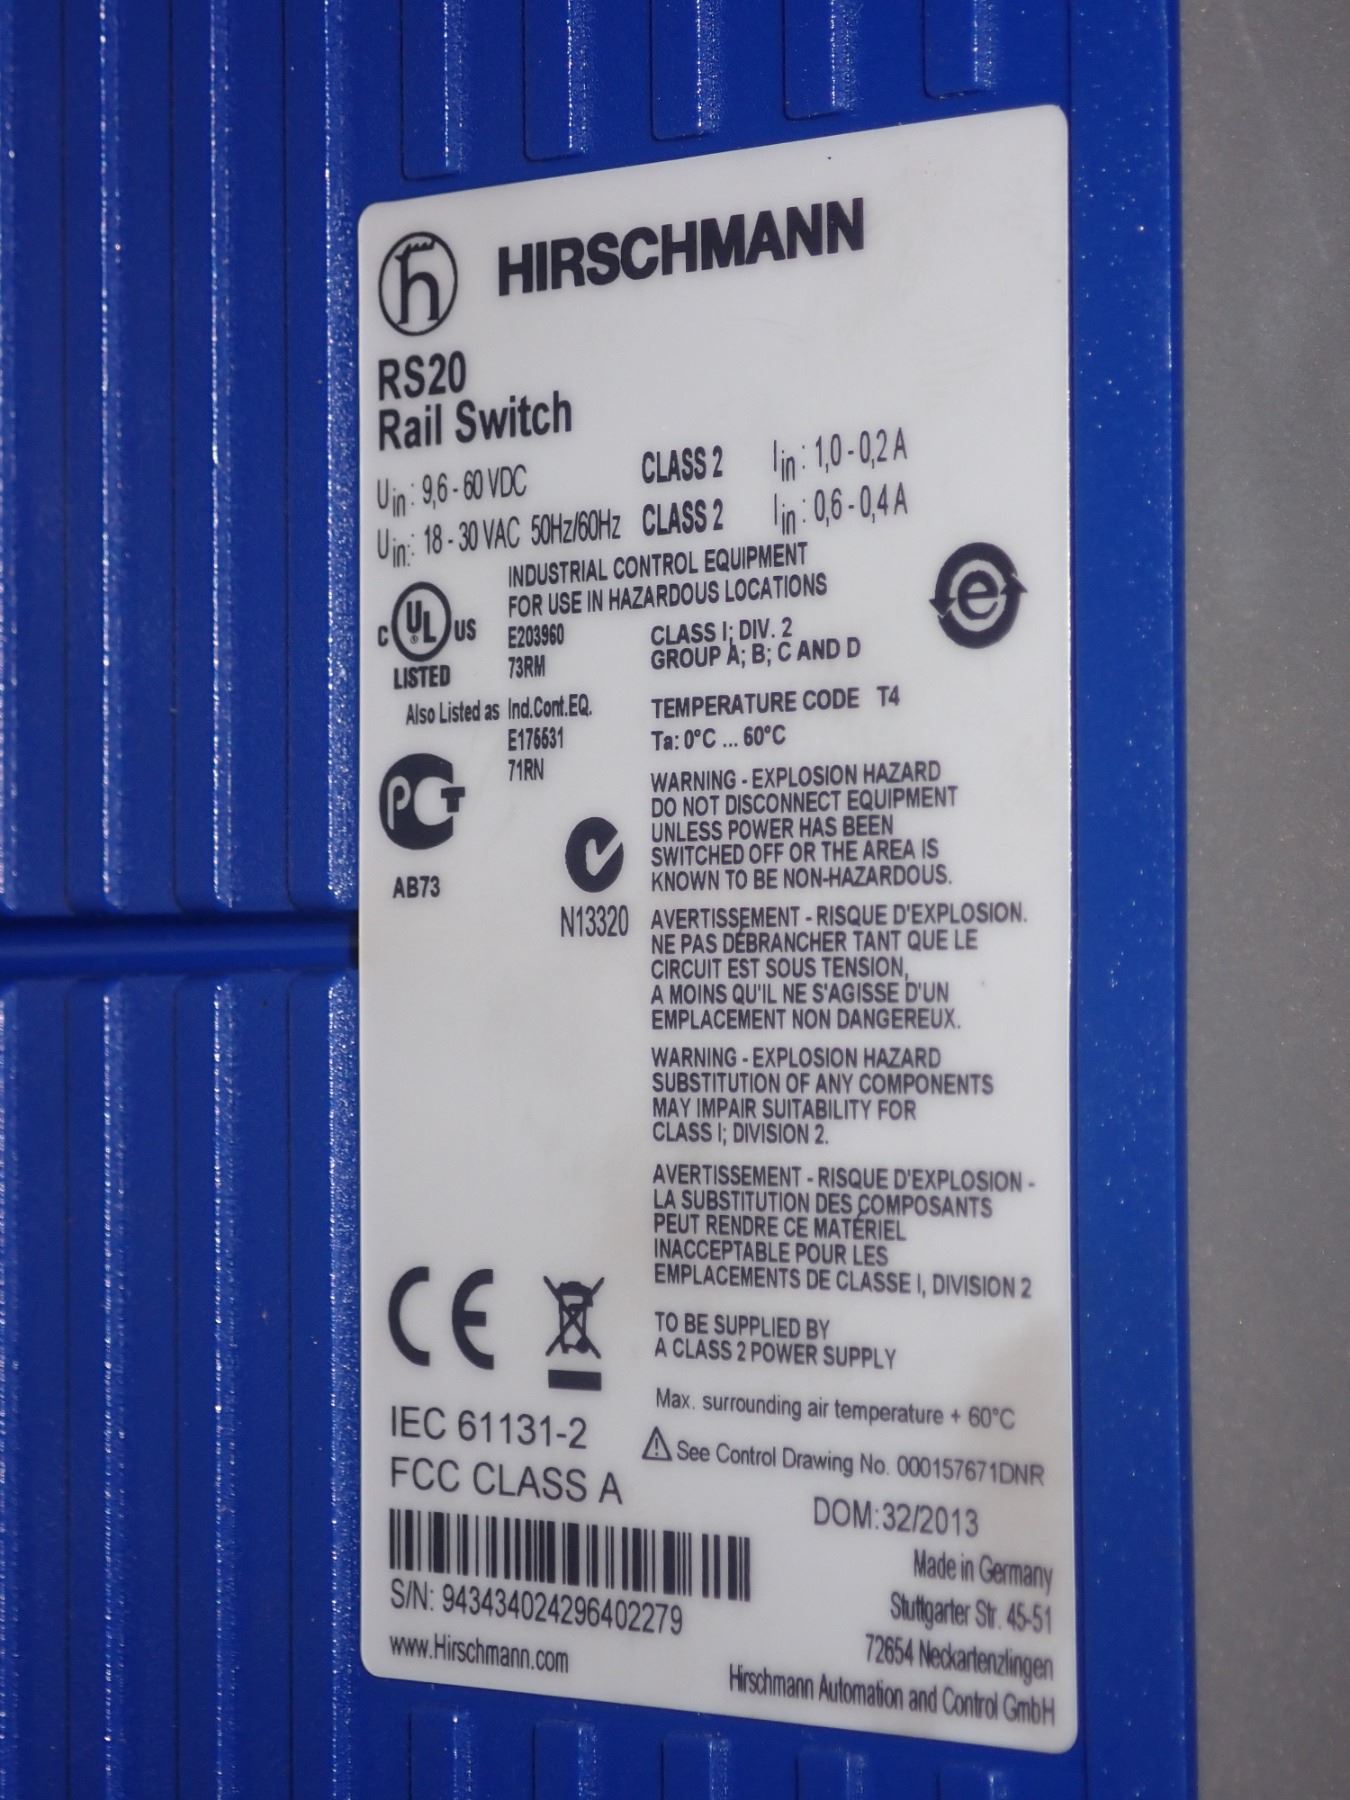 HIRSCHMANN
RS20
Rail Switch
Uin: 9,6 - 60 VDC CLASS 2 Iin: 1,0 - 0,2 A
Uin: 18 - 30 VAC 50Hz/60Hz CLASS 2 Iin: 0,6 - 0,4 A
INDUSTRIAL CONTROL EQUIPMENT
FOR USE IN HAZARDOUS LOCATIONS
C UL US
LISTED
E203960
73RM
CLASS I; DIV. 2
GROUP A; B; C AND D
Also Listed as Ind.Cont.EQ.
E175531
71RN
TEMPERATURE CODE T4
Ta: 0°C ... 60°C
AB73
N13320
WARNING - EXPLOSION HAZARD
DO NOT DISCONNECT EQUIPMENT
UNLESS POWER HAS BEEN
SWITCHED OFF OR THE AREA IS
KNOWN TO BE NON-HAZARDOUS.
AVERTISSEMENT - RISQUE D'EXPLOSION.
NE PAS DÉBRANCHER TANT QUE LE
CIRCUIT EST SOUS TENSION,
A MOINS QU'IL NE S'AGISSE D'UN
EMPLACEMENT NON DANGEREUX.
WARNING - EXPLOSION HAZARD
SUBSTITUTION OF ANY COMPONENTS
MAY IMPAIR SUITABILITY FOR
CLASS I; DIVISION 2.
AVERTISSEMENT - RISQUE D'EXPLOSION -
LA SUBSTITUTION DES COMPOSANTS
PEUT RENDRE CE MATÉRIEL
INACCEPTABLE POUR LES
EMPLACEMENTS DE CLASSE I, DIVISION 2
TO BE SUPPLIED BY
A CLASS 2 POWER SUPPLY
Max. surrounding air temperature + 60°C
See Control Drawing No. 000157671DNR
CE
IEC 61131-2
FCC CLASS A
DOM:32/2013
S/N: 943434024296402279
www.Hirschmann.com
Made in Germany
Stuttgarter Str. 45-51
72654 Neckartenzlingen
Hirschmann Automation and Control GmbH